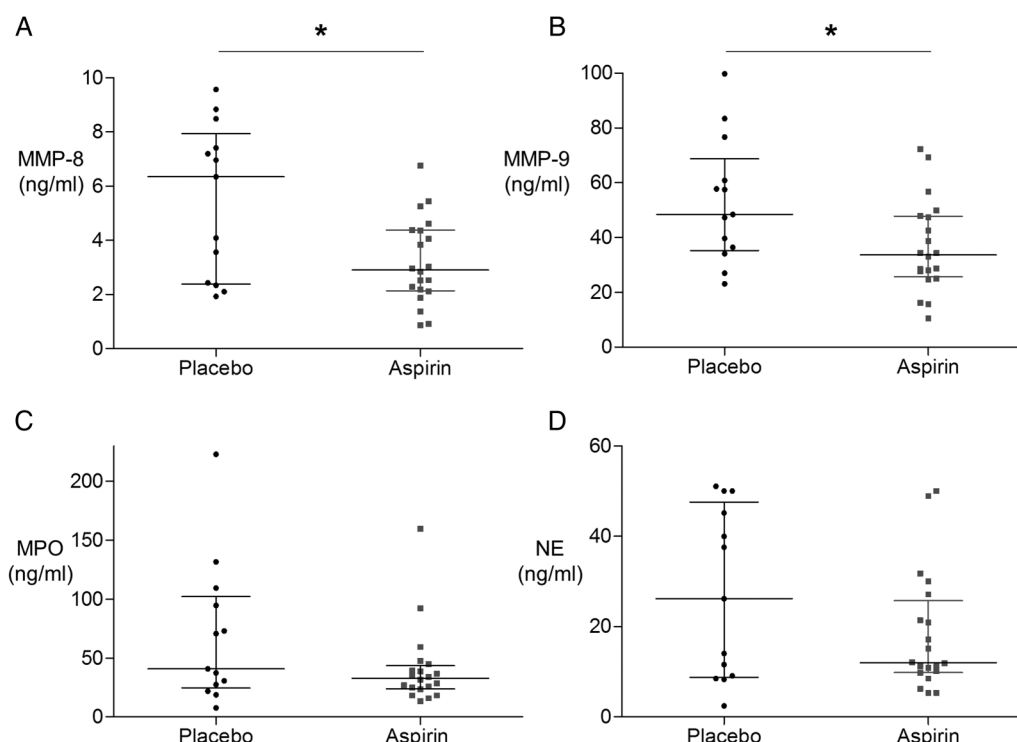 A
*
10
8
MMP-8
(ng/ml)
6
4
2
0
Placebo
Aspirin
B
*
100
80
MMP-9
(ng/ml)
60
40
20
0
Placebo
Aspirin
C
200
150
MPO
(ng/ml)
100
50
0
Placebo
Aspirin
D
60
40
NE
(ng/ml)
20
0
Placebo
Aspirin